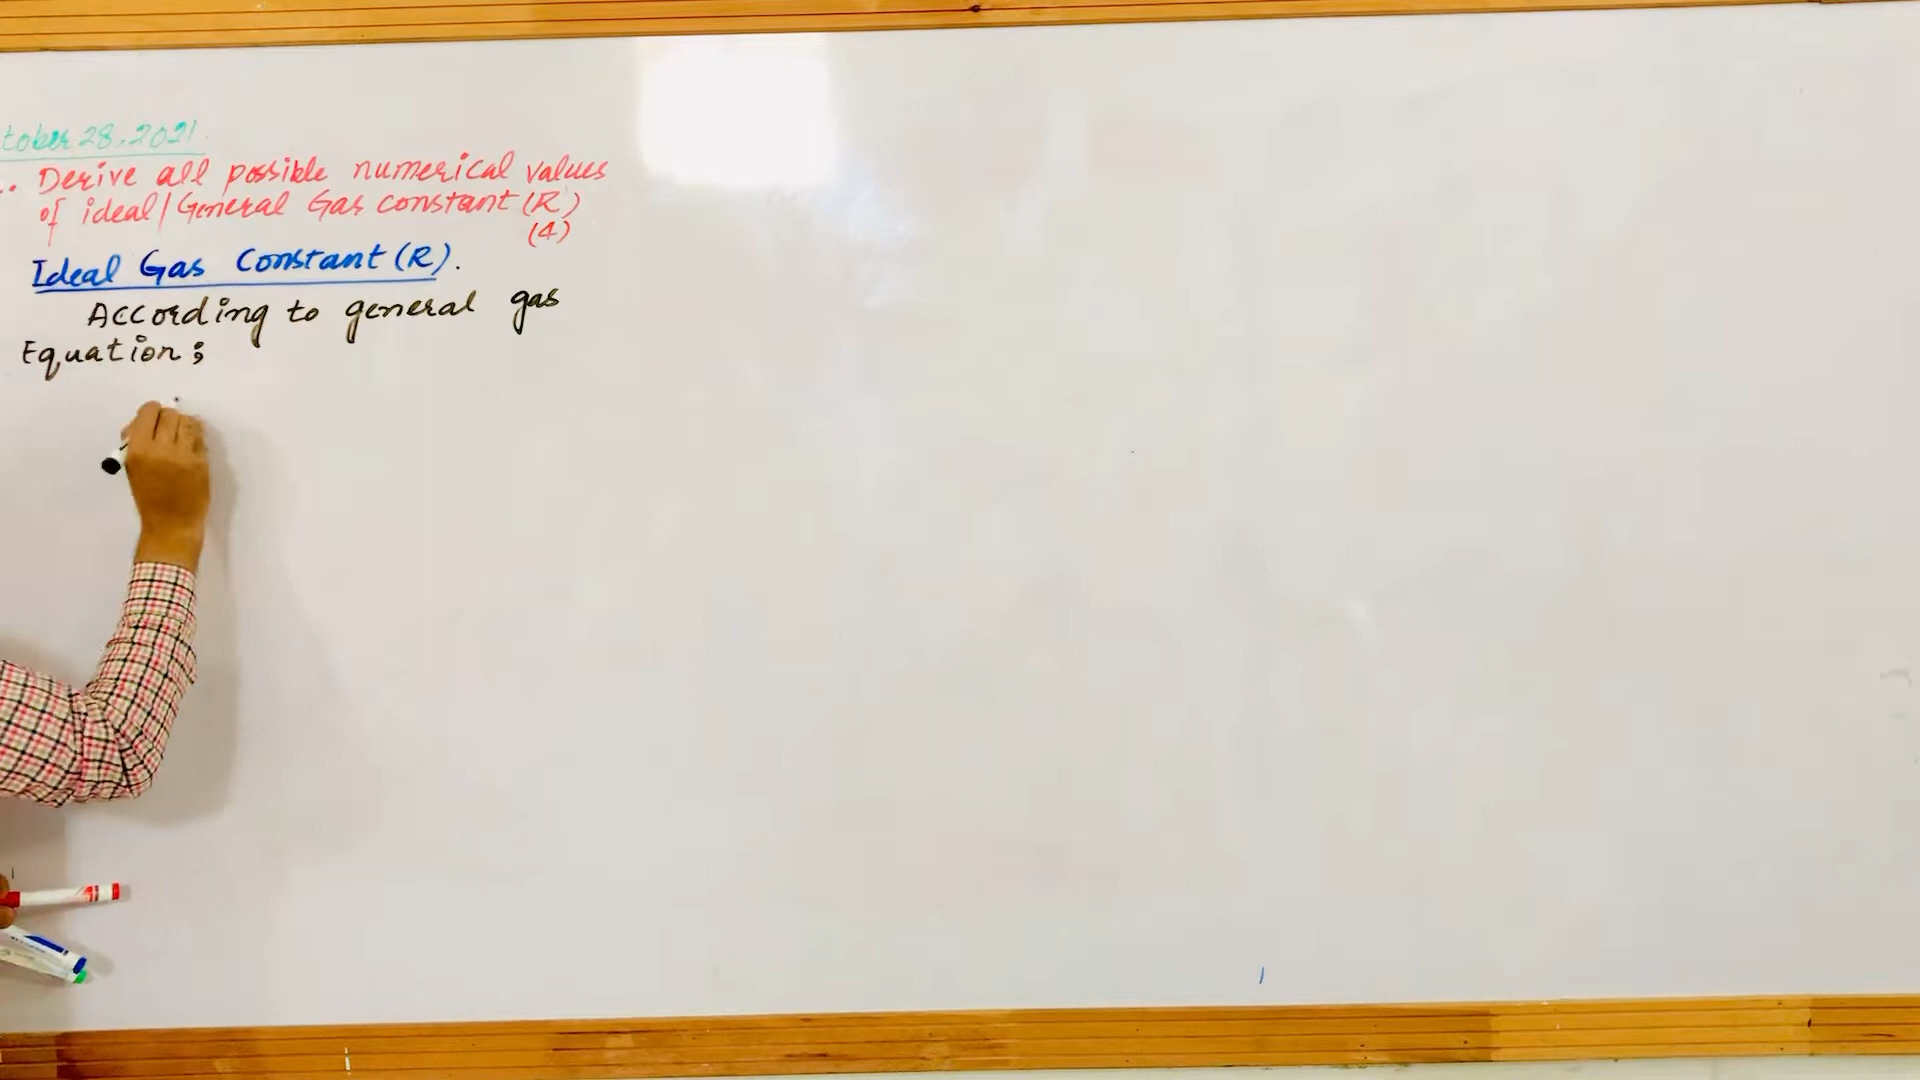 tober 28, 2021.
.. Derive all possible numerical values
of ideal/General Gas constant (R)
(4)
Ideal Gas Constant (R).
According to general gas
Equation;